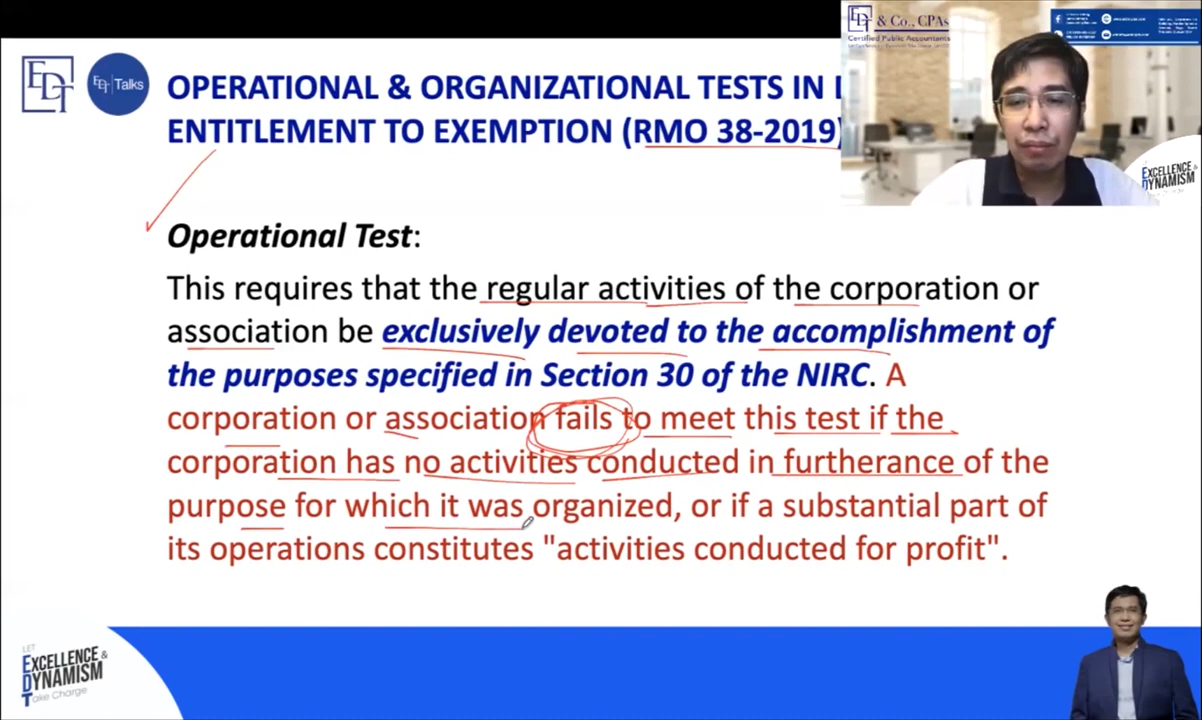 EDT
EDT Talks
OPERATIONAL & ORGANIZATIONAL TESTS IN
ENTITLEMENT TO EXEMPTION (RMO 38-2019)
& Co., CPAs
Certified Public Accountants
EXCELLENCE &
DYNAMISM
Operational Test:
This requires that the regular activities of the corporation or
association be exclusively devoted to the accomplishment of
the purposes specified in Section 30 of the NIRC. A
corporation or association fails to meet this test if the
corporation has no activities conducted in furtherance of the
purpose for which it was organized, or if a substantial part of
its operations constitutes "activities conducted for profit".
LET
EXCELLENCE &
DYNAMISM
Take Charge